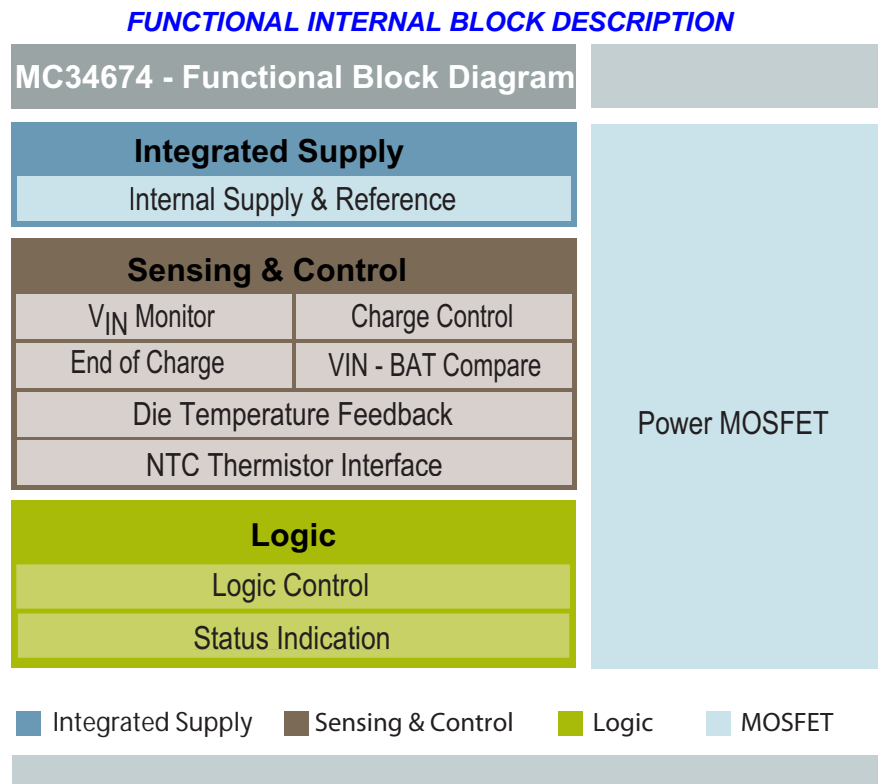 FUNCTIONAL INTERNAL BLOCK DESCRIPTION
MC34674 - Functional Block Diagram
Integrated Supply
Internal Supply & Reference
Sensing & Control
VIN Monitor
Charge Control
End of Charge
VIN - BAT Compare
Die Temperature Feedback
NTC Thermistor Interface
Logic
Logic Control
Status Indication
Power MOSFET
Integrated Supply
Sensing & Control
Logic
MOSFET